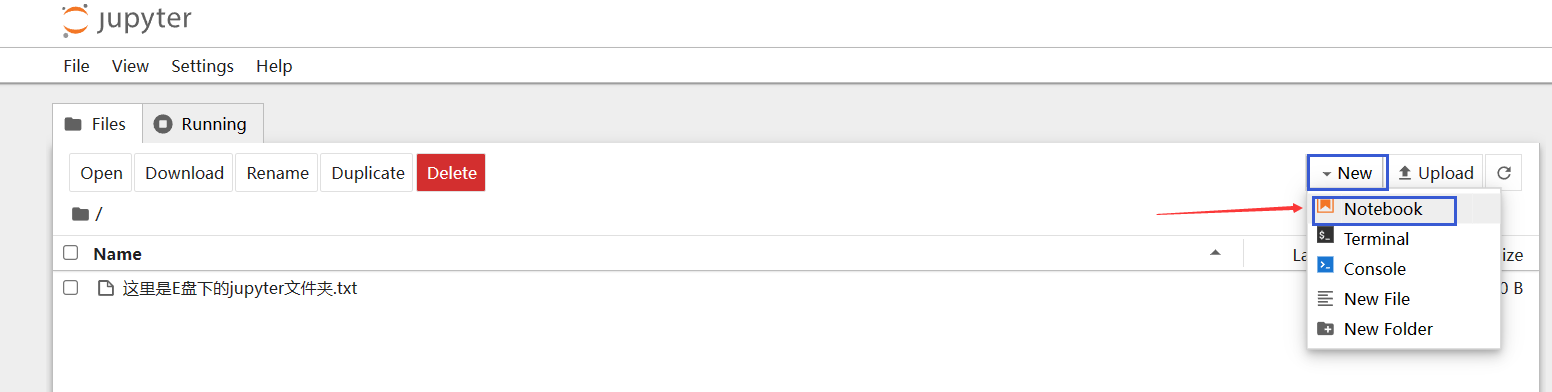 jupyter
File View Settings Help
Files Running
Open Download Rename Duplicate Delete New Upload
/
Notebook
Terminal
Name
Console
这里是E盘下的jupyter文件夹.txt 0 B
New File
New Folder